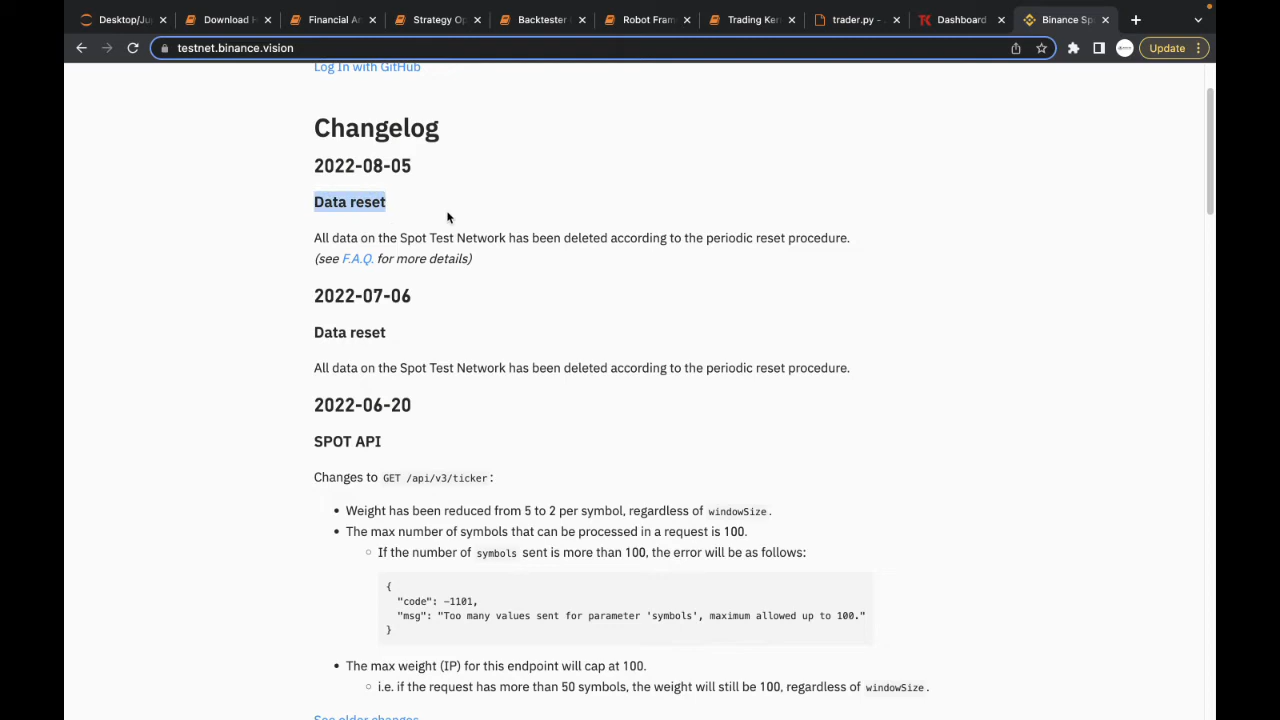 Desktop/Ju
Download H
Financial An
Strategy Op
Backtester
Robot Fram
Trading Ker
trader.py -
Dashboard
Binance Sp
testnet.binance.vision
Update
Log In with GitHub
Changelog
2022-08-05
Data reset
All data on the Spot Test Network has been deleted according to the periodic reset procedure.
(see F.A.Q. for more details)
2022-07-06
Data reset
All data on the Spot Test Network has been deleted according to the periodic reset procedure.
2022-06-20
SPOT API
Changes to GET /api/v3/ticker:
• Weight has been reduced from 5 to 2 per symbol, regardless of windowSize.
• The max number of symbols that can be processed in a request is 100.
◦ If the number of symbols sent is more than 100, the error will be as follows:
{
"code": -1101,
"msg": "Too many values sent for parameter 'symbols', maximum allowed up to 100."
}
• The max weight (IP) for this endpoint will cap at 100.
◦ i.e. if the request has more than 50 symbols, the weight will still be 100, regardless of windowSize.
See older changes